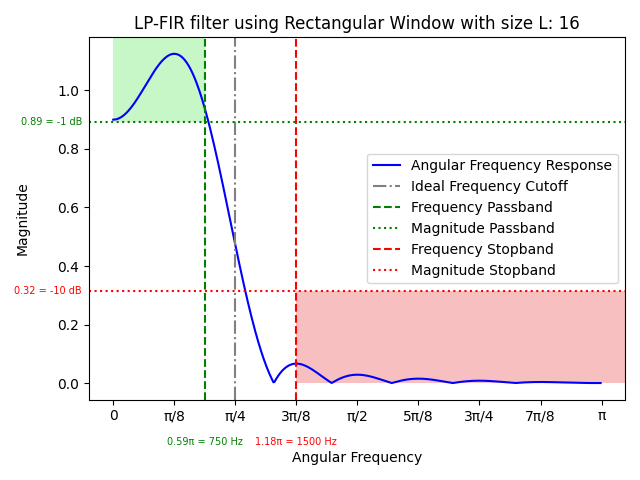 LP-FIR filter using Rectangular Window with size L: 16
Magnitude
1.0
0.89 = -1 dB
0.8
0.6
0.4
0.32 = -10 dB
0.2
0.0
Angular Frequency Response
Ideal Frequency Cutoff
Frequency Passband
Magnitude Passband
Frequency Stopband
Magnitude Stopband
0 π/8 π/4 3π/8 π/2 5π/8 3π/4 7π/8 π
0.59π = 750 Hz 1.18π = 1500 Hz
Angular Frequency